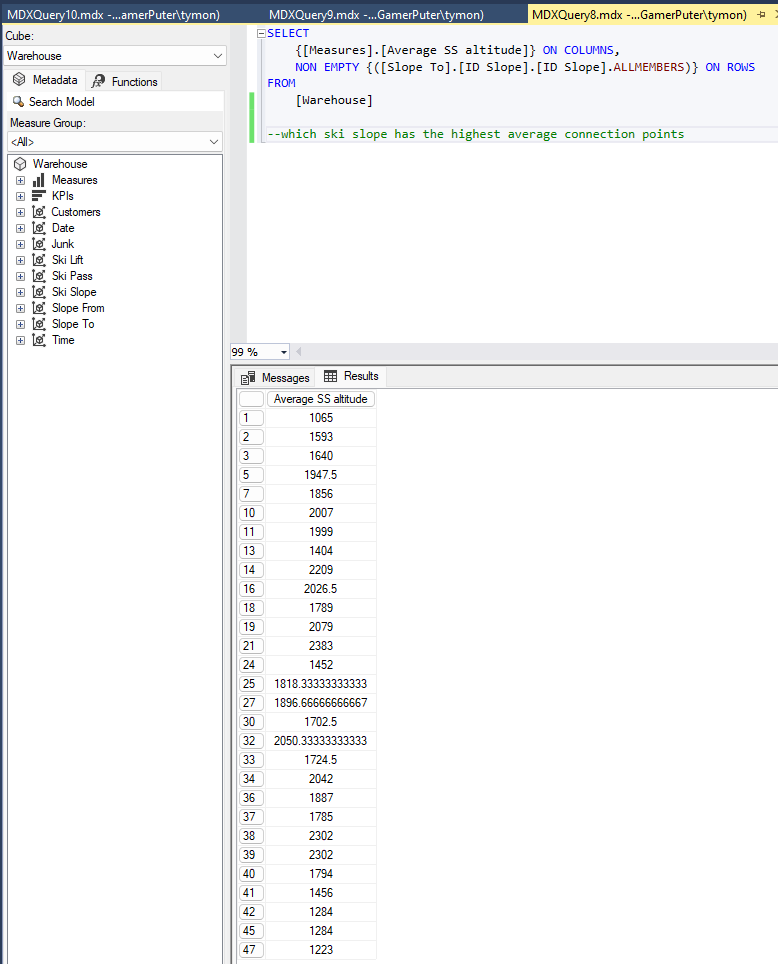 MDXQuery10.mdx -...amerPuter\tymon)
MDXQuery9.mdx -...GamerPuter\tymon)
MDXQuery8.mdx -...GamerPuter\tymon)
Cube:
Warehouse
Metadata
Functions
Search Model
Measure Group:
<All>
Warehouse
Measures
KPIs
Customers
Date
Junk
Ski Lift
Ski Pass
Ski Slope
Slope From
Slope To
Time
SELECT
{[Measures].[Average SS altitude]} ON COLUMNS,
NON EMPTY {([Slope To].[ID Slope].[ID Slope].ALLMEMBERS)} ON ROWS
FROM
[Warehouse]
--which ski slope has the highest average connection points
99 %
Messages
Results
Average SS altitude
1 1065
2 1593
3 1640
5 1947.5
7 1856
10 2007
11 1999
13 1404
14 2209
16 2026.5
18 1789
19 2079
21 2383
24 1452
25 1818.33333333333
27 1896.66666666667
30 1702.5
32 2050.33333333333
33 1724.5
34 2042
36 1887
37 1785
38 2302
39 2302
40 1794
41 1456
42 1284
45 1284
47 1223